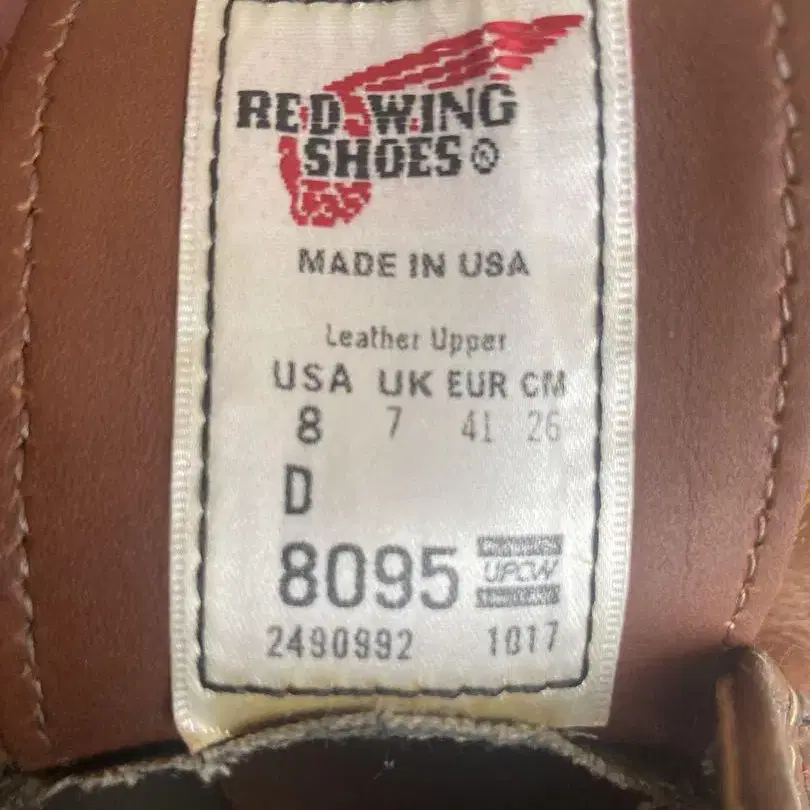 RED WING
SHOES®
MADE IN USA
Leather Upper
USA UK EUR CM
8 7 41 26
D
8095 UPCW
2490992 1017